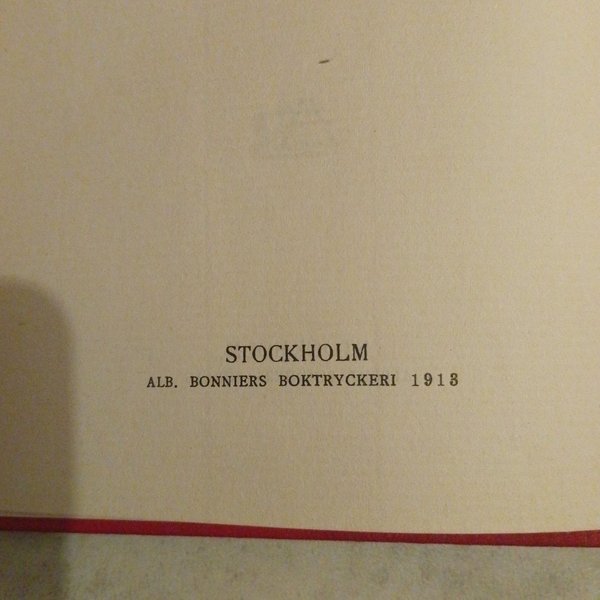 STOCKHOLM
ALB. BONNIERS BOKTRYCKERI 1913